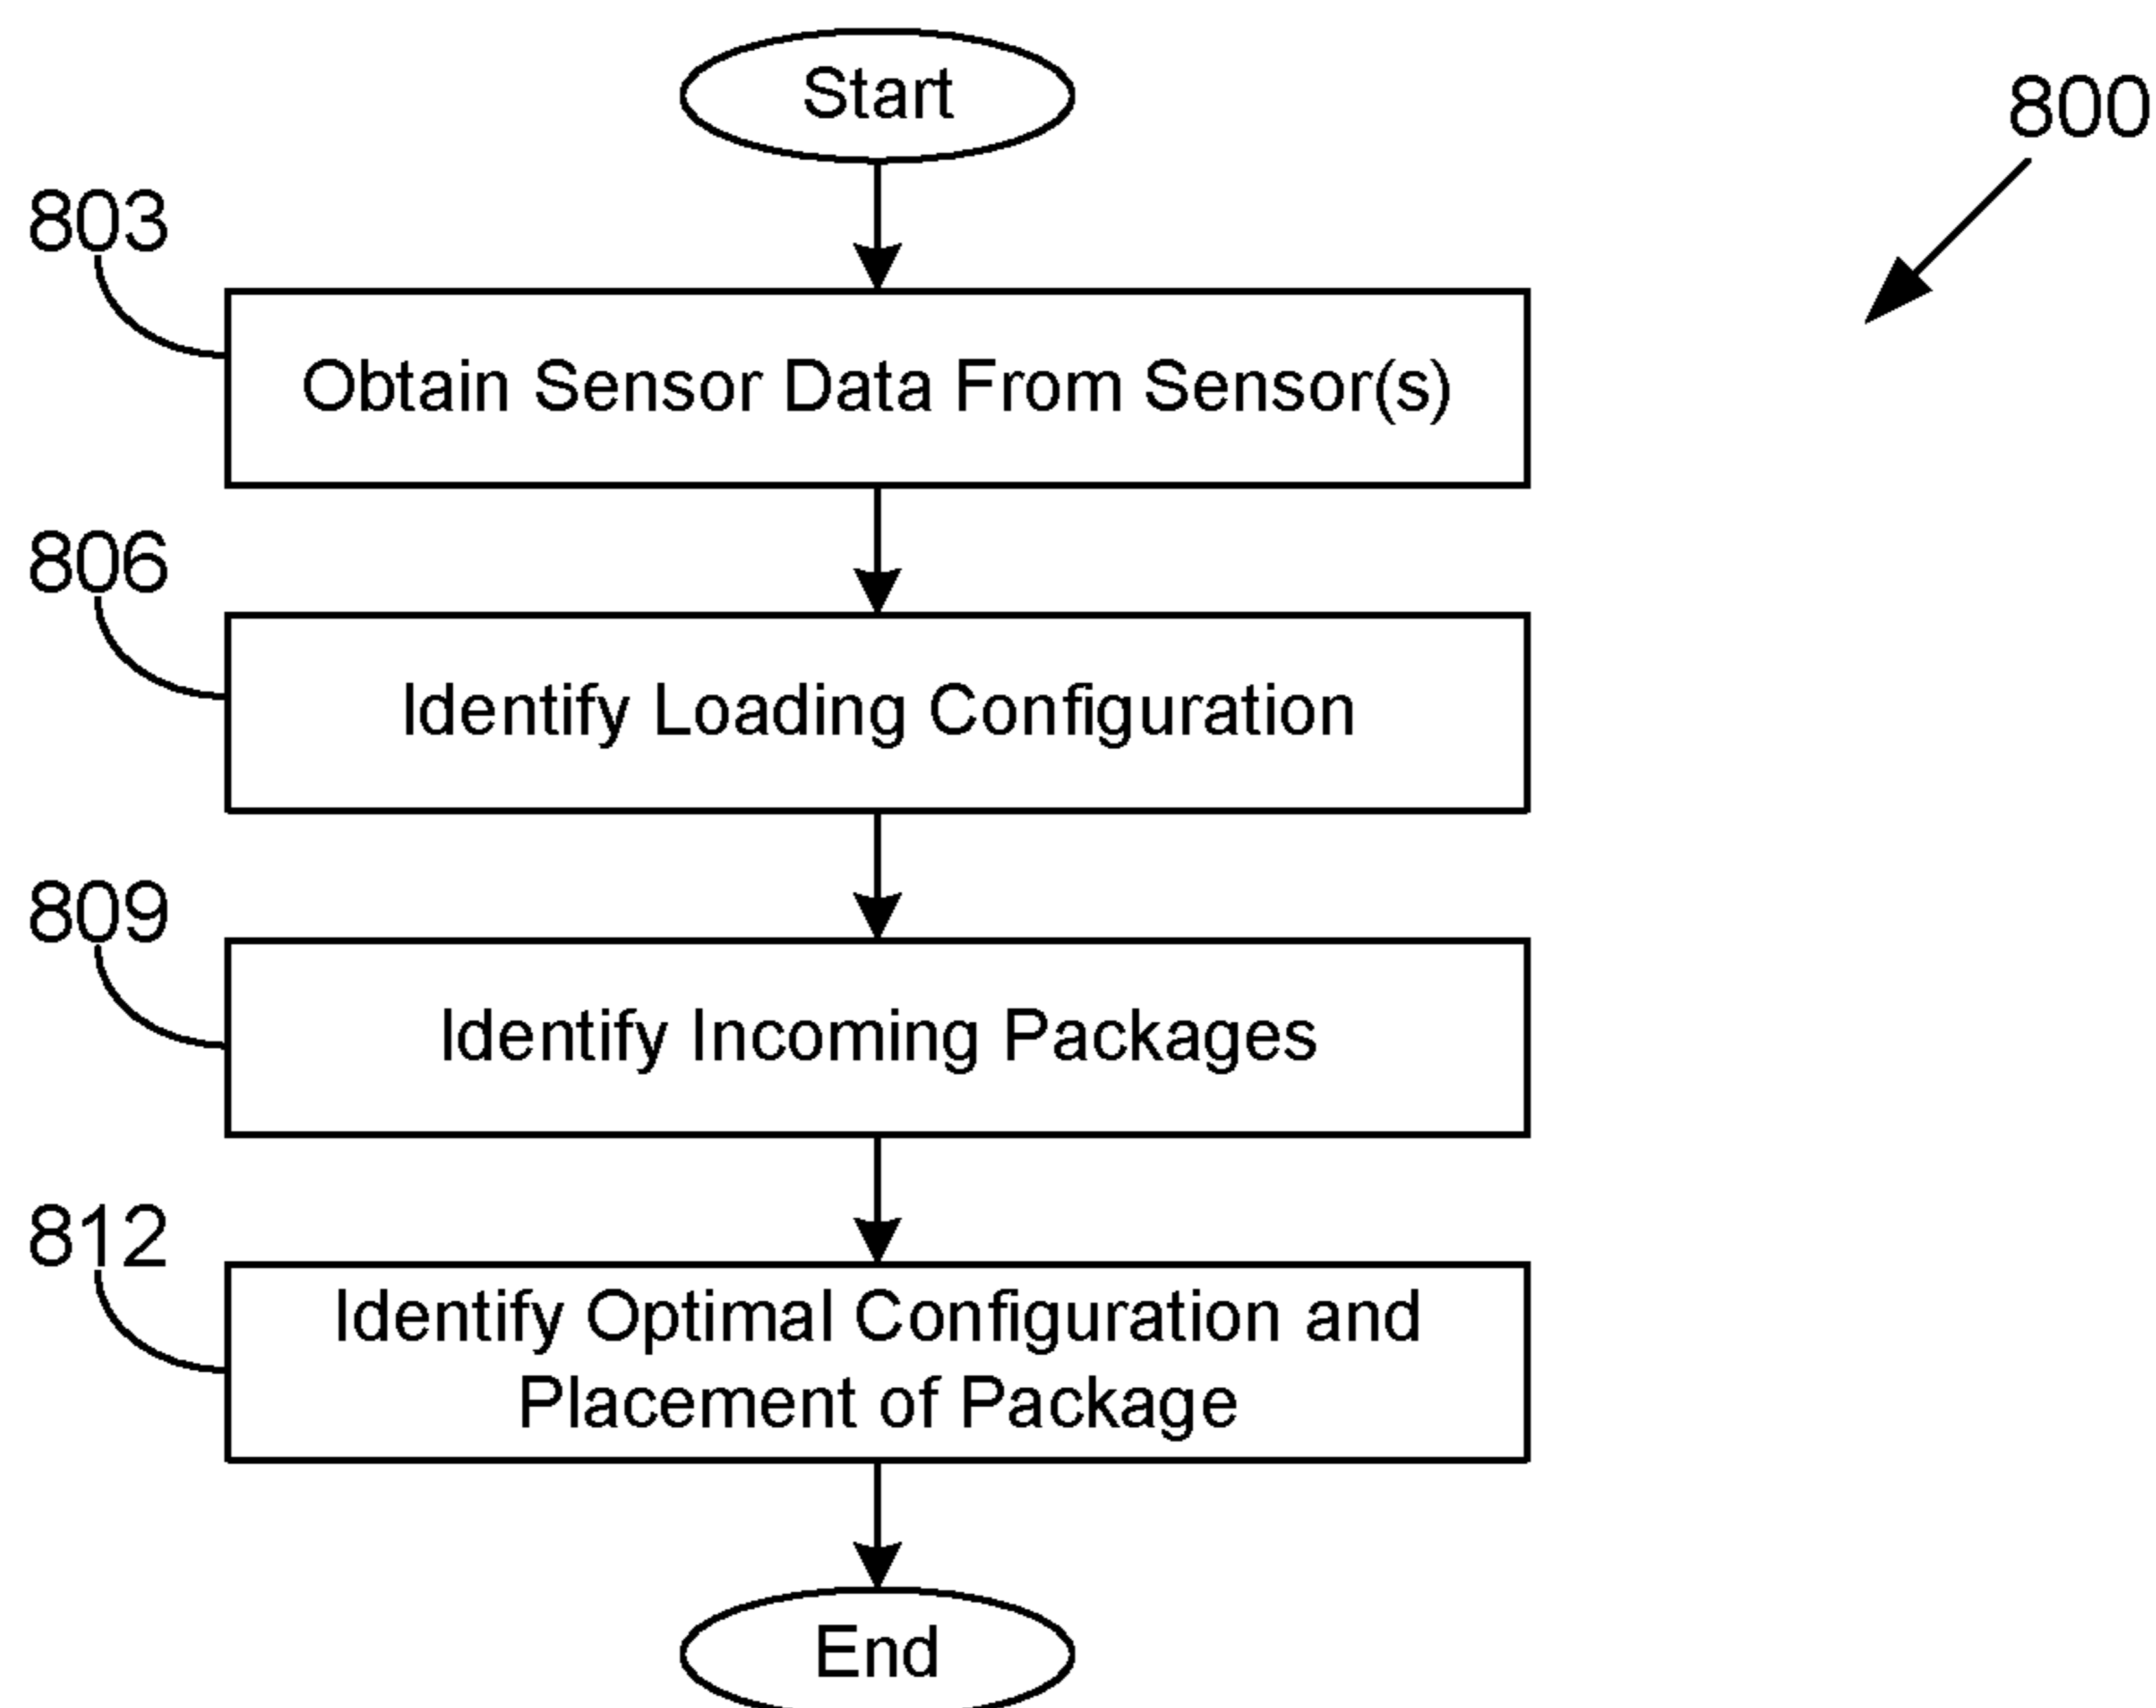 Start
800
803
Obtain Sensor Data From Sensor(s)
806
Identify Loading Configuration
809
Identify Incoming Packages
812
Identify Optimal Configuration and
Placement of Package
End